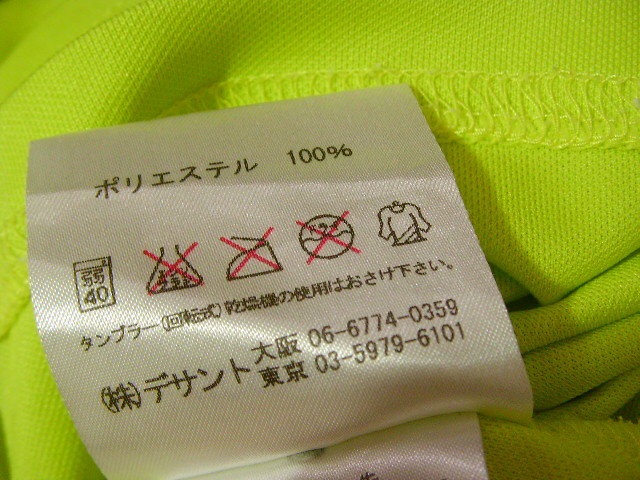 ポリエステル 100%
弱 40
タンブラー(回転式)乾燥機の使用はおさけ下さい。
(株)デサント 大阪 06-6774-0359
東京 03-5979-6101